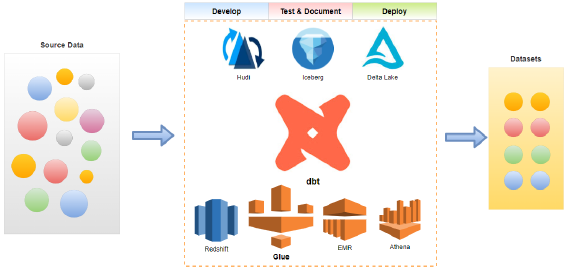 Develop
Test & Document
Deploy
Source Data
Hudi
Iceberg
Delta Lake
Datasets
dbt
Redshift
Glue
EMR
Athena